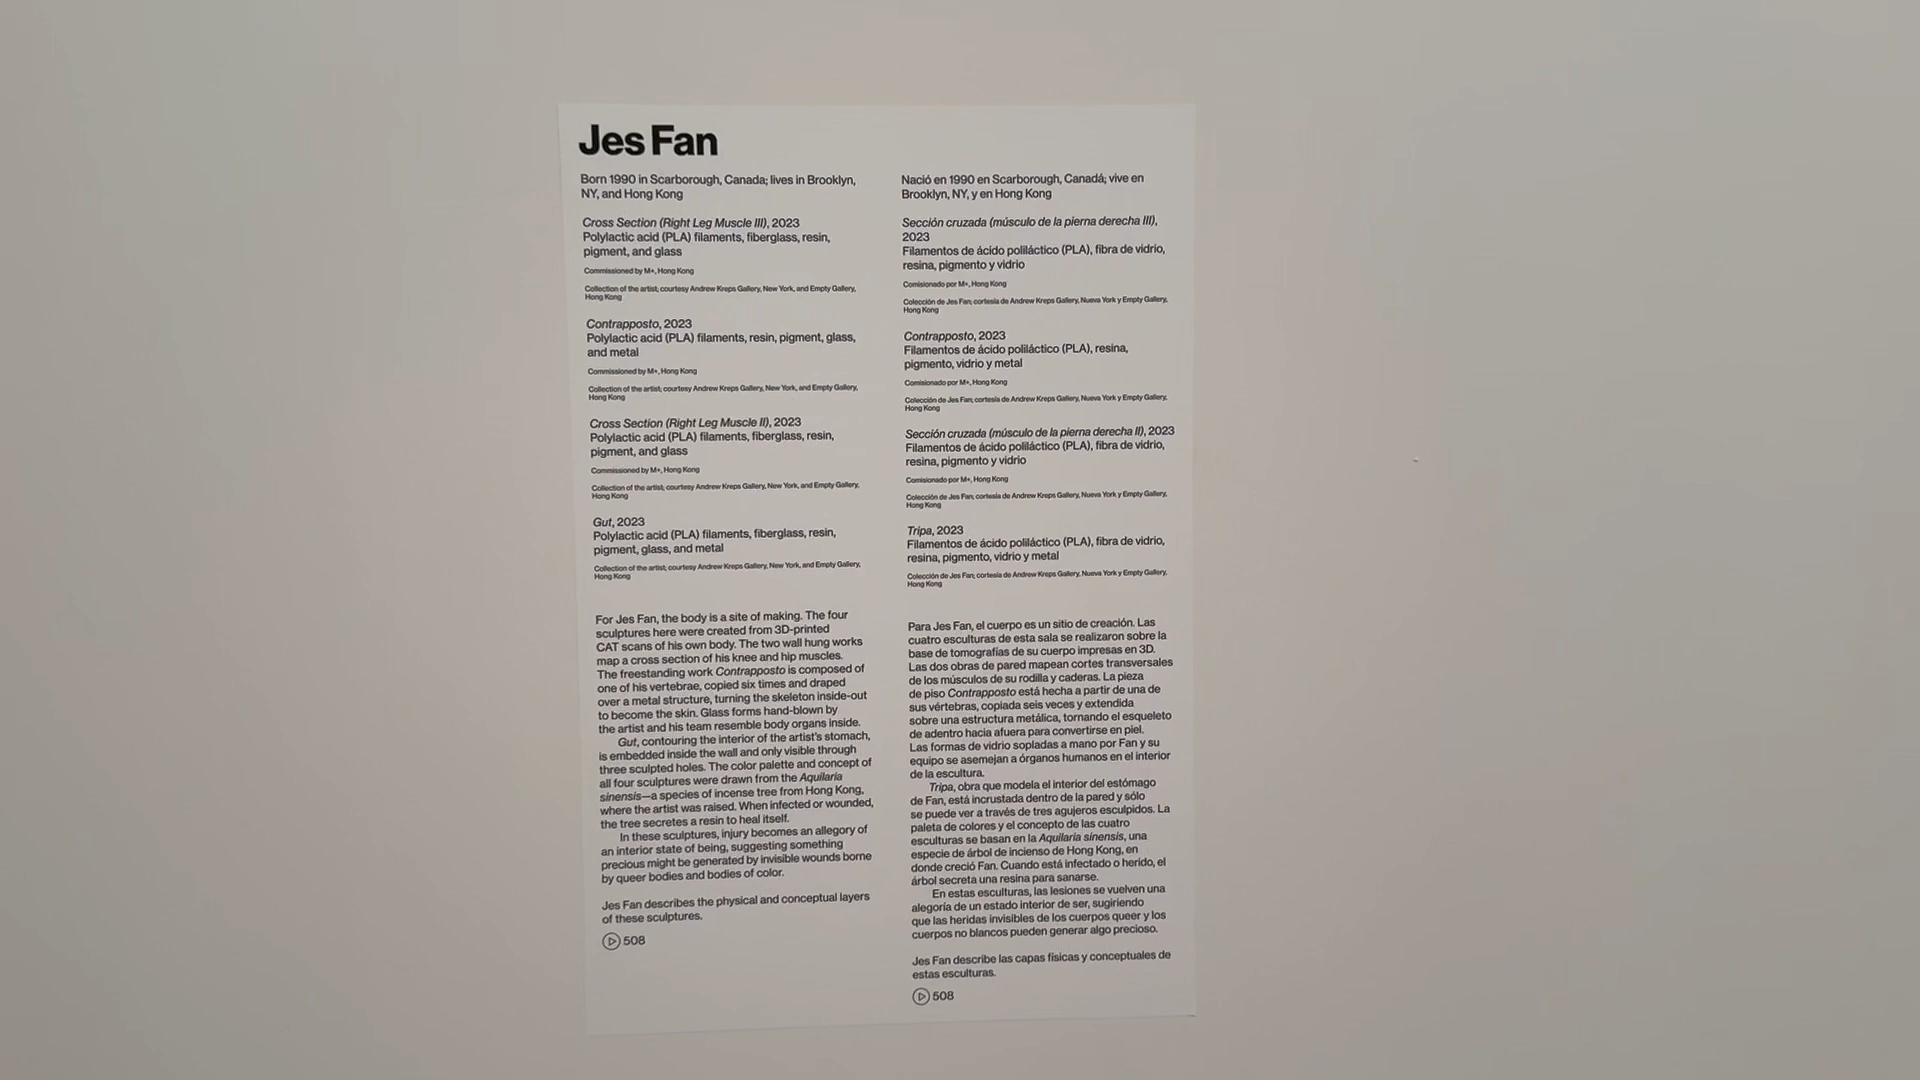 Jes Fan
Born 1990 in Scarborough, Canada; lives in Brooklyn,
NY, and Hong Kong
Cross Section (Right Leg Muscle III), 2023
Polylactic acid (PLA) filaments, fiberglass, resin,
pigment, and glass
Commissioned by M+, Hong Kong
Collection of the artist; courtesy Andrew Kreps Gallery, New York, and Empty Gallery,
Hong Kong
Contrapposto, 2023
Polylactic acid (PLA) filaments, resin, pigment, glass,
and metal
Commissioned by M+, Hong Kong
Collection of the artist; courtesy Andrew Kreps Gallery, New York, and Empty Gallery,
Hong Kong
Cross Section (Right Leg Muscle II), 2023
Polylactic acid (PLA) filaments, fiberglass, resin,
pigment, and glass
Commissioned by M+, Hong Kong
Collection of the artist; courtesy Andrew Kreps Gallery, New York, and Empty Gallery,
Hong Kong
Gut, 2023
Polylactic acid (PLA) filaments, fiberglass, resin,
pigment, glass, and metal
Collection of the artist; courtesy Andrew Kreps Gallery, New York, and Empty Gallery,
Hong Kong
For Jes Fan, the body is a site of making. The four
sculptures here were created from 3D-printed
CAT scans of his own body. The two wall hung works
map a cross section of his knee and hip muscles.
The freestanding work Contrapposto is composed of
one of his vertebrae, copied six times and draped
over a metal structure, turning the skeleton inside-out
to become the skin. Glass forms hand-blown by
the artist and his team resemble body organs inside.
Gut, contouring the interior of the artist's stomach,
is embedded inside the wall and only visible through
three sculpted holes. The color palette and concept of
all four sculptures were drawn from the Aquilaria
sinensis—a species of incense tree from Hong Kong,
where the artist was raised. When infected or wounded,
the tree secretes a resin to heal itself.
In these sculptures, injury becomes an allegory of
an interior state of being, suggesting something
precious might be generated by invisible wounds borne
by queer bodies and bodies of color.
Jes Fan describes the physical and conceptual layers
of these sculptures.
508
Nació en 1990 en Scarborough, Canadá; vive en
Brooklyn, NY, y en Hong Kong
Sección cruzada (músculo de la pierna derecha III),
2023
Filamentos de ácido poliláctico (PLA), fibra de vidrio,
resina, pigmento y vidrio
Comisionado por M+, Hong Kong
Colección de Jes Fan; cortesía de Andrew Kreps Gallery, Nueva York y Empty Gallery,
Hong Kong
Contrapposto, 2023
Filamentos de ácido poliláctico (PLA), resina,
pigmento, vidrio y metal
Comisionado por M+, Hong Kong
Colección de Jes Fan; cortesía de Andrew Kreps Gallery, Nueva York y Empty Gallery,
Hong Kong
Sección cruzada (músculo de la pierna derecha II), 2023
Filamentos de ácido poliláctico (PLA), fibra de vidrio,
resina, pigmento y vidrio
Comisionado por M+, Hong Kong
Colección de Jes Fan; cortesía de Andrew Kreps Gallery, Nueva York y Empty Gallery,
Hong Kong
Tripa, 2023
Filamentos de ácido poliláctico (PLA), fibra de vidrio,
resina, pigmento, vidrio y metal
Colección de Jes Fan; cortesía de Andrew Kreps Gallery, Nueva York y Empty Gallery,
Hong Kong
Para Jes Fan, el cuerpo es un sitio de creación. Las
cuatro esculturas de esta sala se realizaron sobre la
base de tomografías de su cuerpo impresas en 3D.
Las dos obras de pared mapean cortes transversales
de los músculos de su rodilla y caderas. La pieza
de piso Contrapposto está hecha a partir de una de
sus vértebras, copiada seis veces y extendida
sobre una estructura metálica, tornando el esqueleto
de adentro hacia afuera para convertirse en piel.
Las formas de vidrio sopladas a mano por Fan y su
equipo se asemejan a órganos humanos en el interior
de la escultura.
Tripa, obra que modela el interior del estómago
de Fan, está incrustada dentro de la pared y sólo
se puede ver a través de tres agujeros esculpidos. La
paleta de colores y el concepto de las cuatro
esculturas se basan en la Aquilaria sinensis, una
especie de árbol de incienso de Hong Kong, en
donde creció Fan. Cuando está infectado o herido, el
árbol secreta una resina para sanarse.
En estas esculturas, las lesiones se vuelven una
alegoría de un estado interior de ser, sugiriendo
que las heridas invisibles de los cuerpos queer y los
cuerpos no blancos pueden generar algo precioso.
Jes Fan describe las capas físicas y conceptuales de
estas esculturas.
508